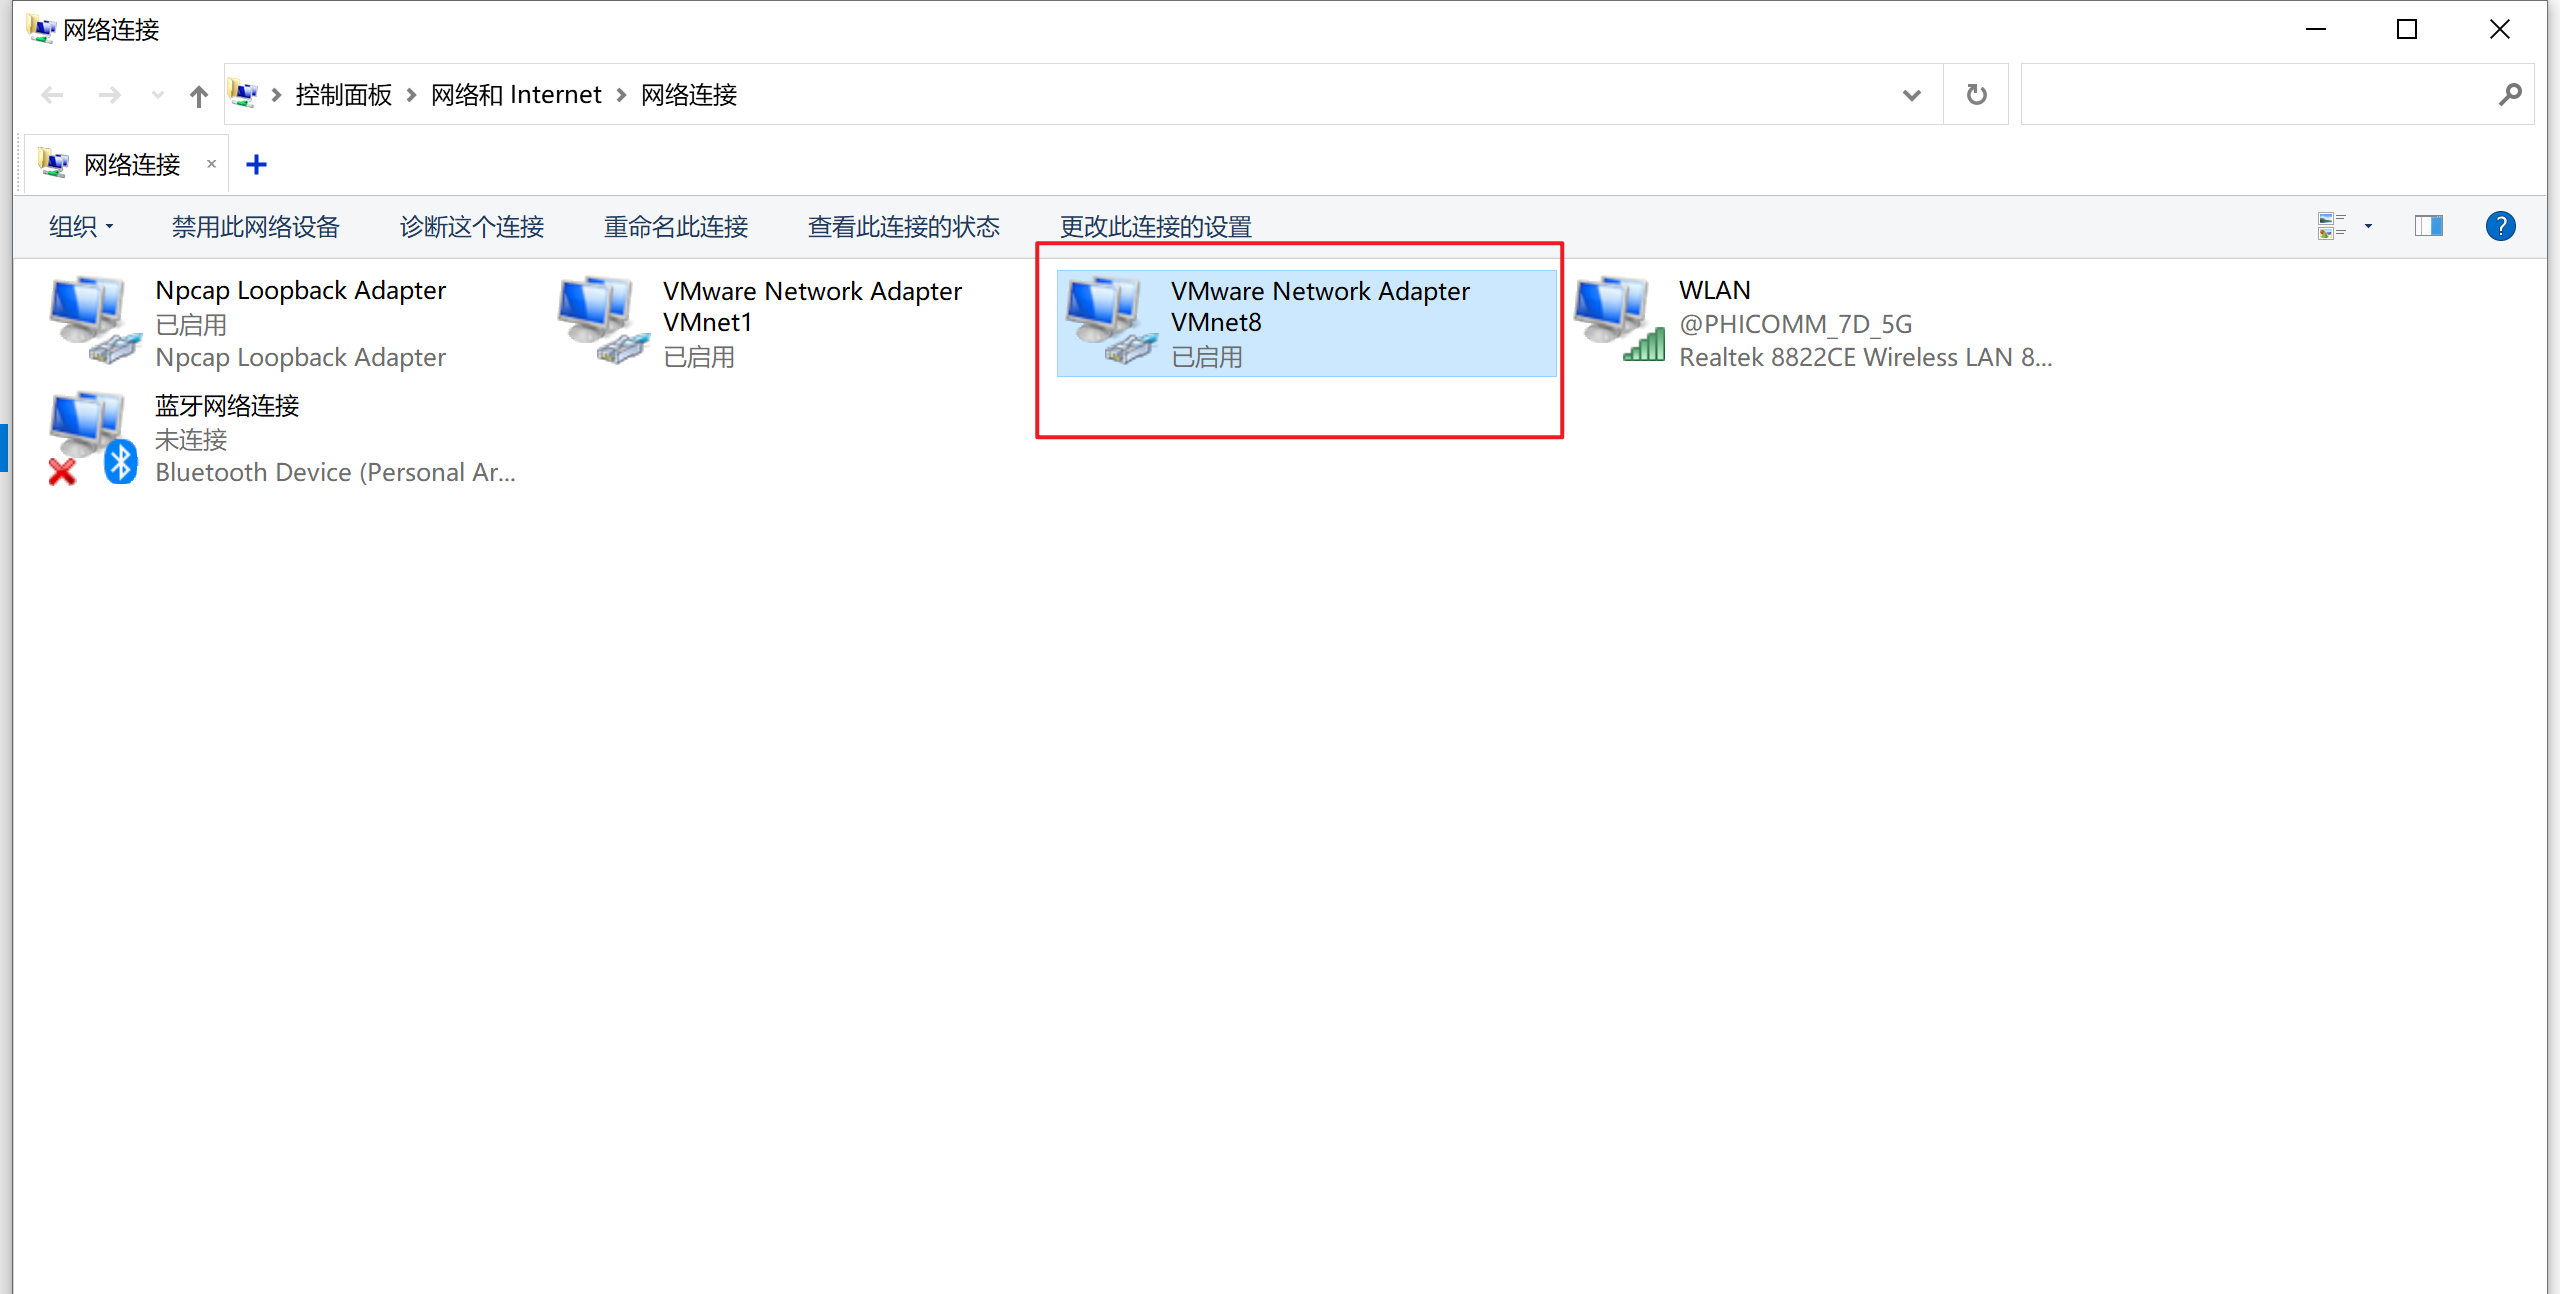 网络连接
控制面板 网络和 Internet 网络连接
网络连接
组织 禁用此网络设备 诊断这个连接 重命名此连接 查看此连接的状态 更改此连接的设置
Npcap Loopback Adapter
已启用
Npcap Loopback Adapter
VMware Network Adapter
VMnet1
已启用
VMware Network Adapter
VMnet8
已启用
WLAN
@PHICOMM_7D_5G
Realtek 8822CE Wireless LAN 8...
蓝牙网络连接
未连接
Bluetooth Device (Personal Ar...